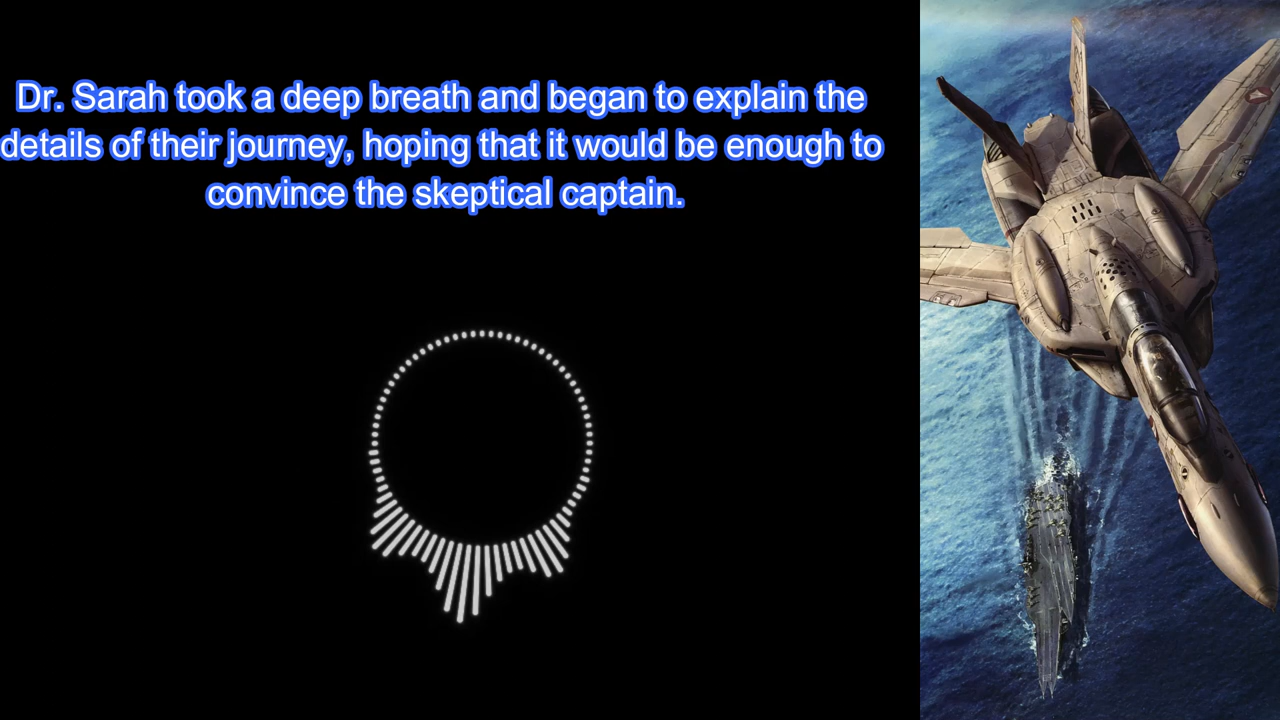 Dr. Sarah took a deep breath and began to explain the
details of their journey, hoping that it would be enough to
convince the skeptical captain.